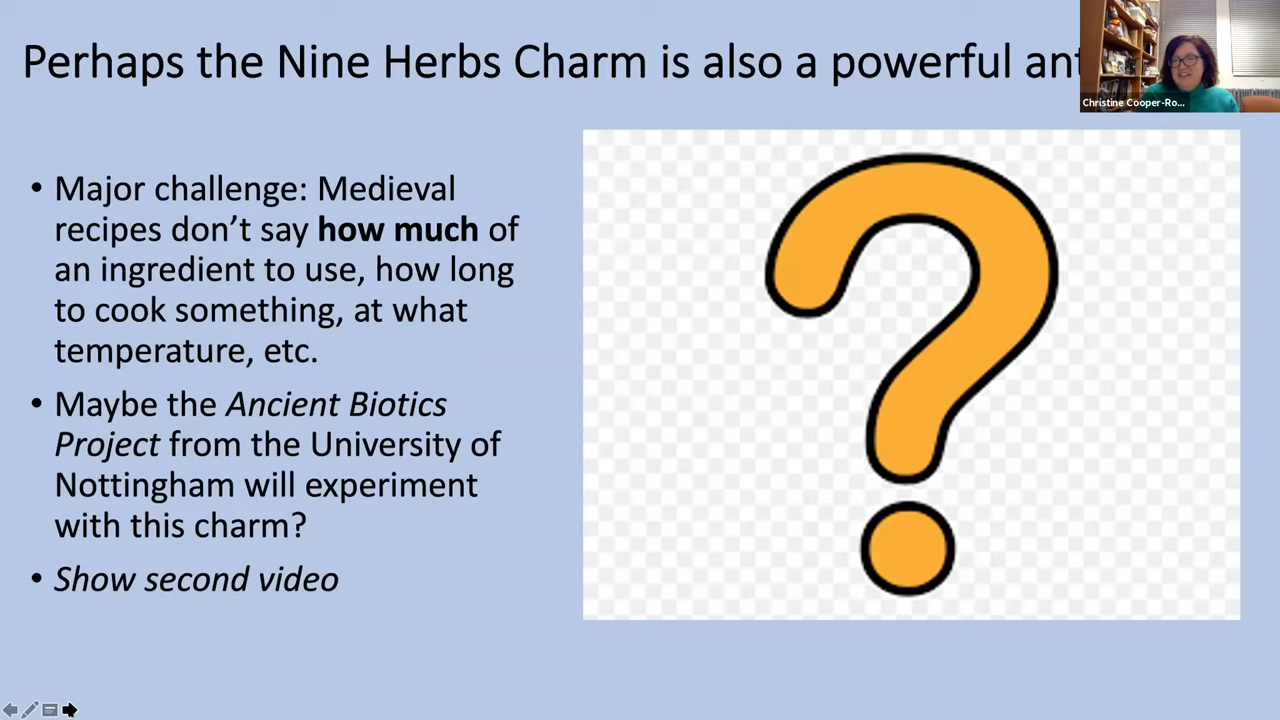 Perhaps the Nine Herbs Charm is also a powerful
Christine Cooper-Ro...
• Major challenge: Medieval
recipes don’t say how much of
an ingredient to use, how long
to cook something, at what
temperature, etc.
• Maybe the Ancient Biotics
Project from the University of
Nottingham will experiment
with this charm?
• Show second video
?